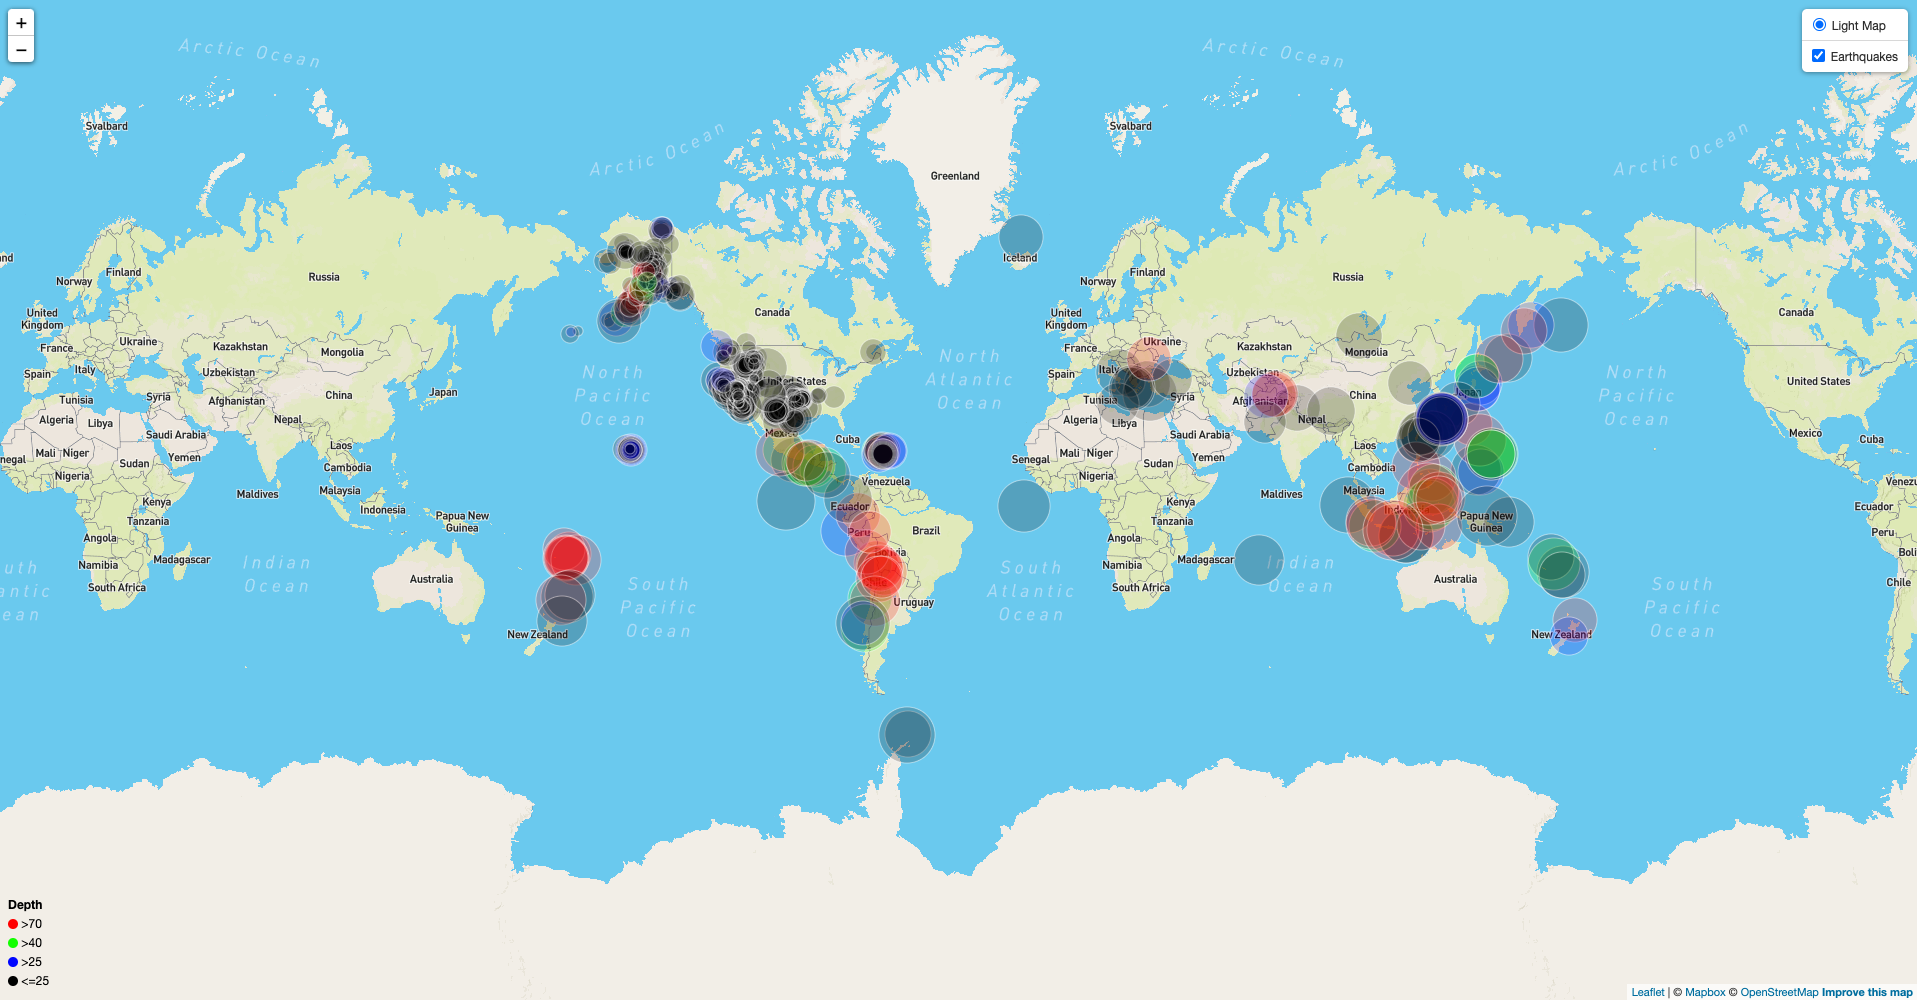 +
−
Light Map
Earthquakes
Arctic Ocean
Arctic Ocean
Arctic Ocean
Arctic Ocean
Svalbard
Svalbard
Greenland
Iceland
Norway
Finland
Russia
Norway
Finland
Russia
United
Kingdom
Ukraine
France
Kazakhstan
Mongolia
Italy
Spain
Uzbekistan
Tunisia
Syria
Afghanistan
China
Japan
Algeria
Libya
Nepal
Saudi Arabia
Mali
Niger
Sudan
Yemen
Laos
Nigeria
Cambodia
Kenya
Maldives
Malaysia
Indonesia
Tanzania
Papua New
Guinea
Angola
Namibia
Madagascar
South Africa
Indian
Ocean
Australia
New Zealand
North
Pacific
Ocean
South
Pacific
Ocean
Canada
United States
Mexico
Cuba
Venezuela
Ecuador
Peru
Brazil
Bolivia
Chile
Uruguay
North
Atlantic
Ocean
South
Atlantic
Ocean
United
Kingdom
Ukraine
France
Kazakhstan
Mongolia
Italy
Spain
Uzbekistan
Tunisia
Syria
Afghanistan
China
Japan
Algeria
Libya
Nepal
Saudi Arabia
Senegal
Mali
Niger
Sudan
Yemen
Laos
Nigeria
Cambodia
Kenya
Maldives
Malaysia
Indonesia
Tanzania
Papua New
Guinea
Angola
Namibia
Madagascar
South Africa
Indian
Ocean
Australia
New Zealand
North
Pacific
Ocean
South
Pacific
Ocean
Canada
United States
Mexico
Cuba
Venezu
Ecuador
Peru
Boli
Chile
Depth
>70
>40
>25
<=25
Leaflet | © Mapbox © OpenStreetMap Improve this map